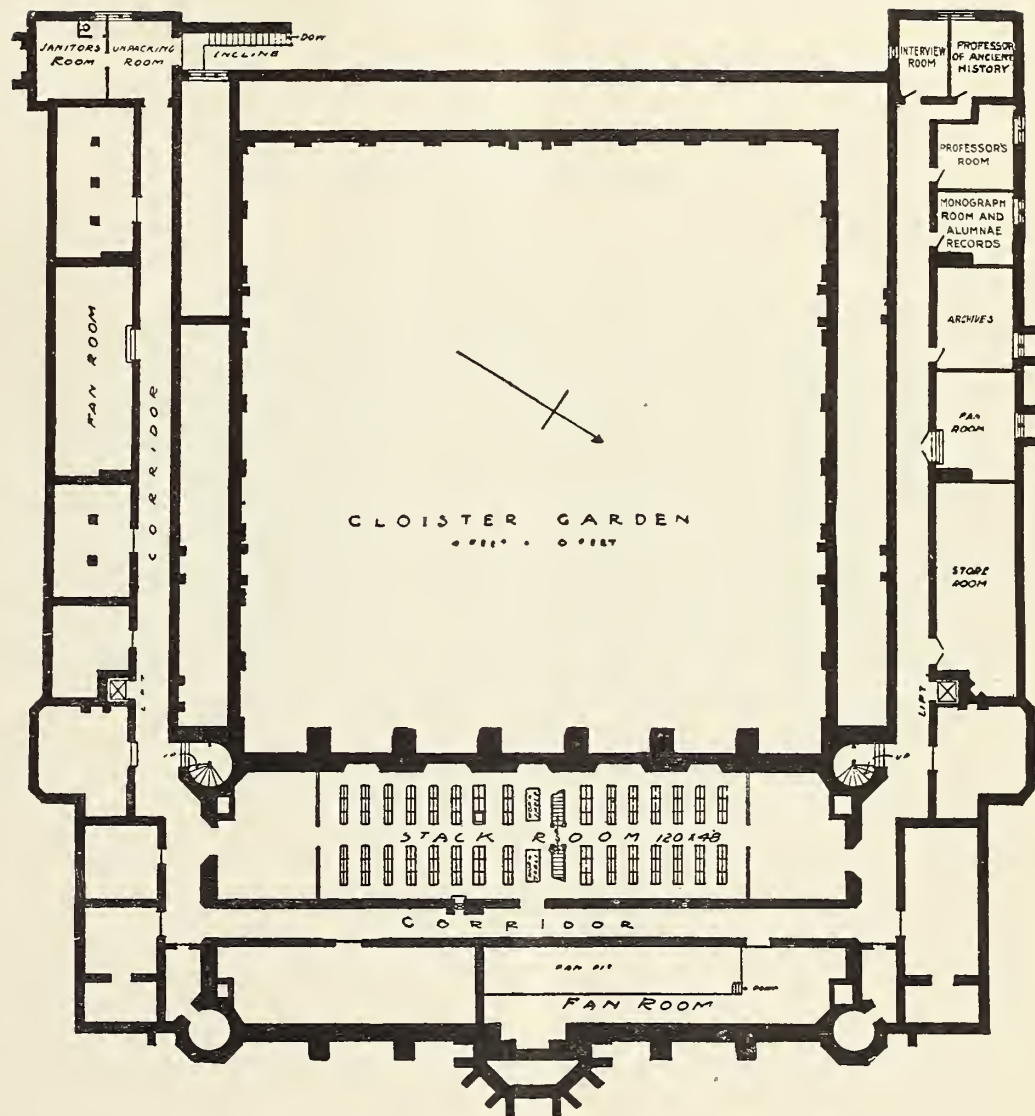 JANITORS
ROOM
UNPACKING
ROOM
INCLINE
INTERVIEW
ROOM
PROFESSOR
OF ANCIENT
HISTORY
PROFESSOR'S
ROOM
MONOGRAPH
ROOM AND
ALUMNAE
RECORDS
FAN ROOM
CORRIDOR
ARCHIVES
FAN
ROOM
CLOISTER GARDEN
STORE
ROOM
LIFT
LIFT
UP
UP
STACK ROOM 120 X 48
CORRIDOR
FAN PIT
DOWN
FAN ROOM